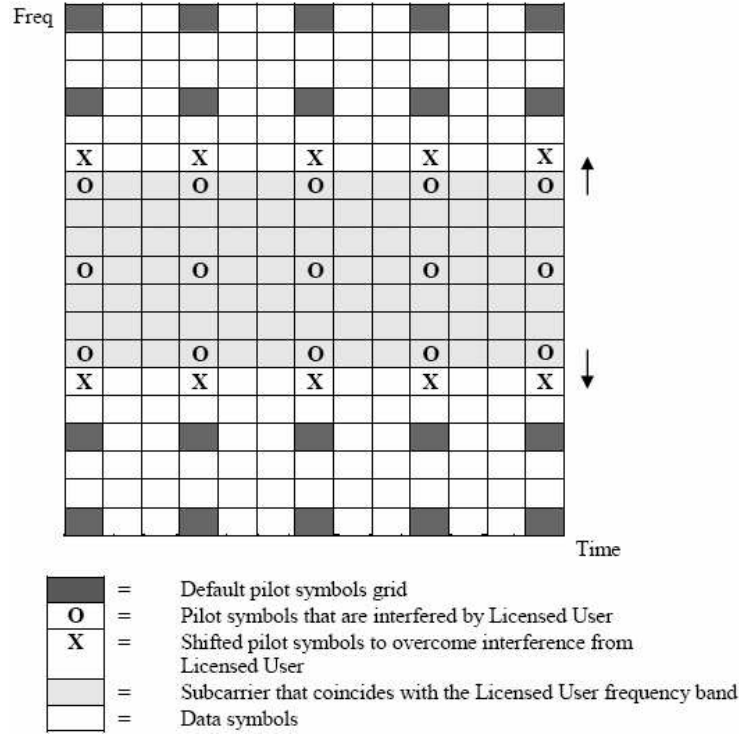 Freq
X X X X X
O O O O O
O O O O O
O O O O O
X X X X X
Time
= Default pilot symbols grid
O = Pilot symbols that are interfered by Licensed User
X = Shifted pilot symbols to overcome interference from
Licensed User
= Subcarrier that coincides with the Licensed User frequency band
= Data symbols